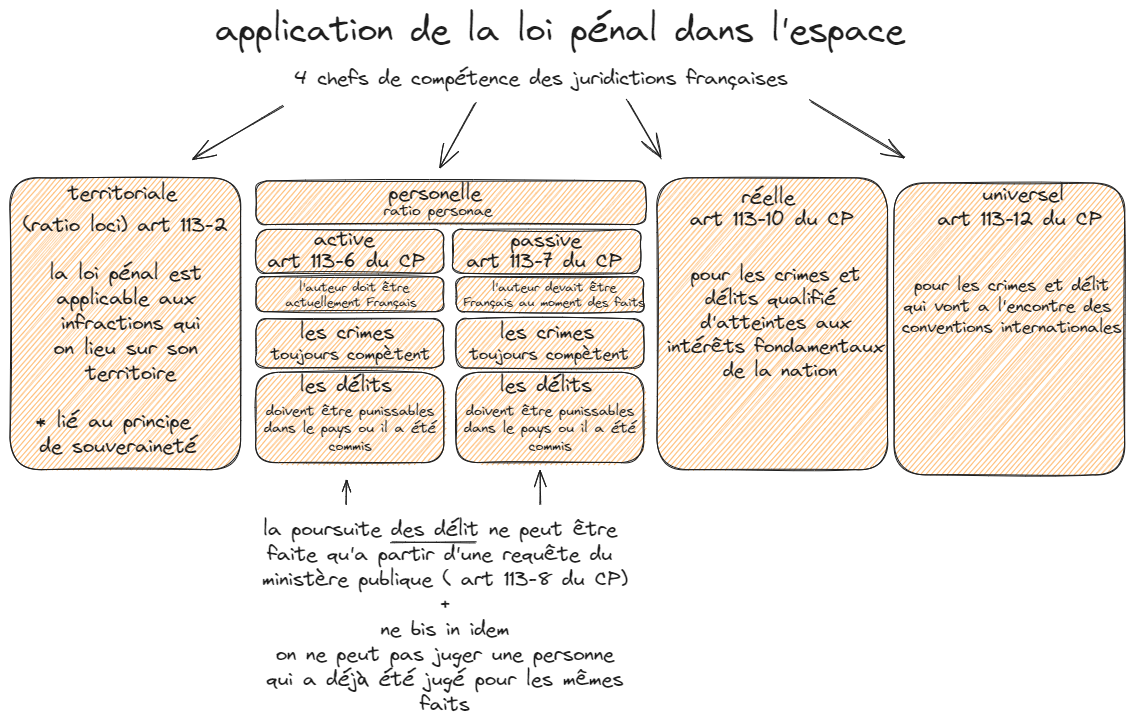 application de la loi pénal dans l'espace
4 chefs de compétence des juridictions françaises
territoriale
(ratio loci) art 113-2
la loi pénal est
applicable aux
infractions qui
on lieu sur son
territoire
* lié au principe
de souveraineté
personelle
ratio personae
active
art 113-6 du CP
l'auteur doit être
actuellement Français
les crimes
toujours compètent
les délits
doivent être punissables
dans le pays ou il a été
commis
passive
art 113-7 du CP
l'auteur devait être
Français au moment des faits
les crimes
toujours compètent
les délits
doivent être punissables
dans le pays ou il a été
commis
réelle
art 113-10 du CP
pour les crimes et
délits qualifié
d'atteintes aux
intérêts fondamentaux
de la nation
universel
art 113-12 du CP
pour les crimes et délit
qui vont a l'encontre des
conventions internationales
la poursuite des délit ne peut être
faite qu'a partir d'une requête du
ministère publique ( art 113-8 du CP)
+
ne bis in idem
on ne peut pas juger une personne
qui a déjà été jugé pour les mêmes
faits